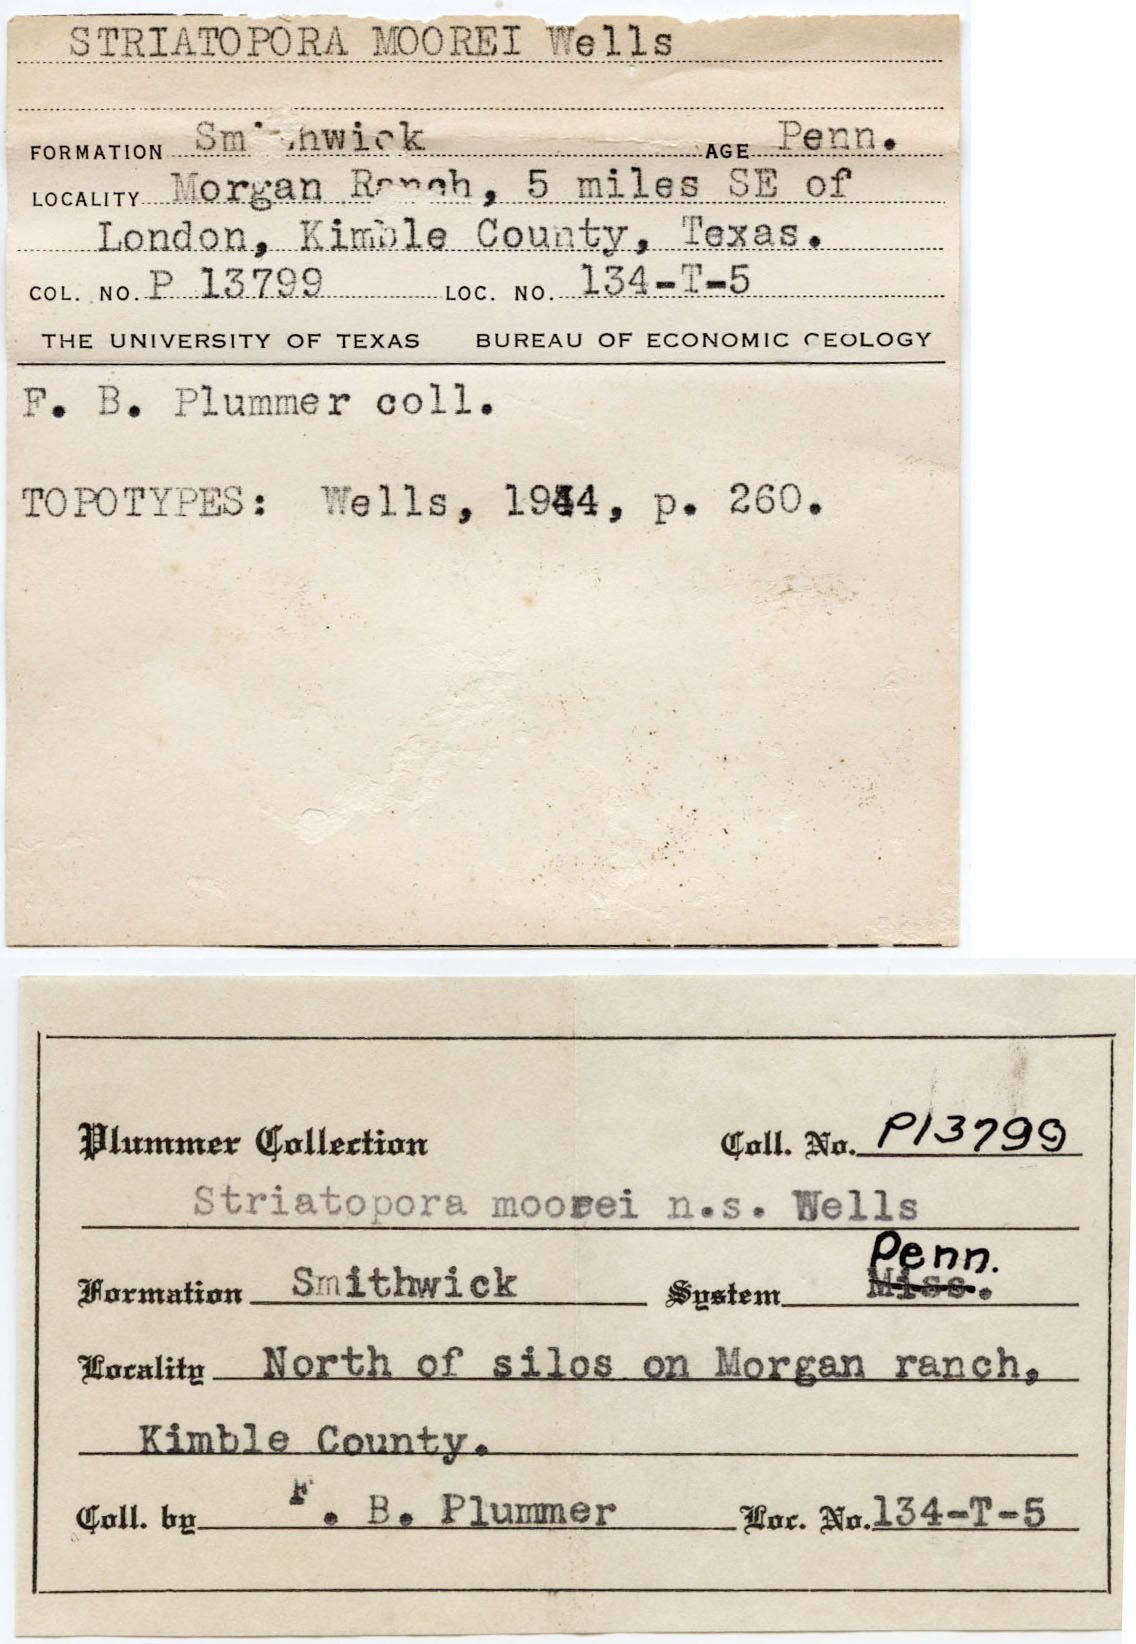 STRIATOPORA MOOREI Wells
FORMATION Smithwick AGE Penn.
LOCALITY Morgan Ranch, 5 miles SE of
London, Kimble County, Texas.
COL. NO. P 13799 LOC. NO. 134-T-5
THE UNIVERSITY OF TEXAS BUREAU OF ECONOMIC GEOLOGY
F. B. Plummer coll.
TOPOTYPES: Wells, 1944, p. 260.
Plummer Collection Coll. No. P13799
Striatopora moorei n.s. Wells
Penn.
Formation Smithwick System Miss.
Locality North of silos on Morgan ranch,
Kimble County.
Coll. by F. B. Plummer Loc. No. 134-T-5